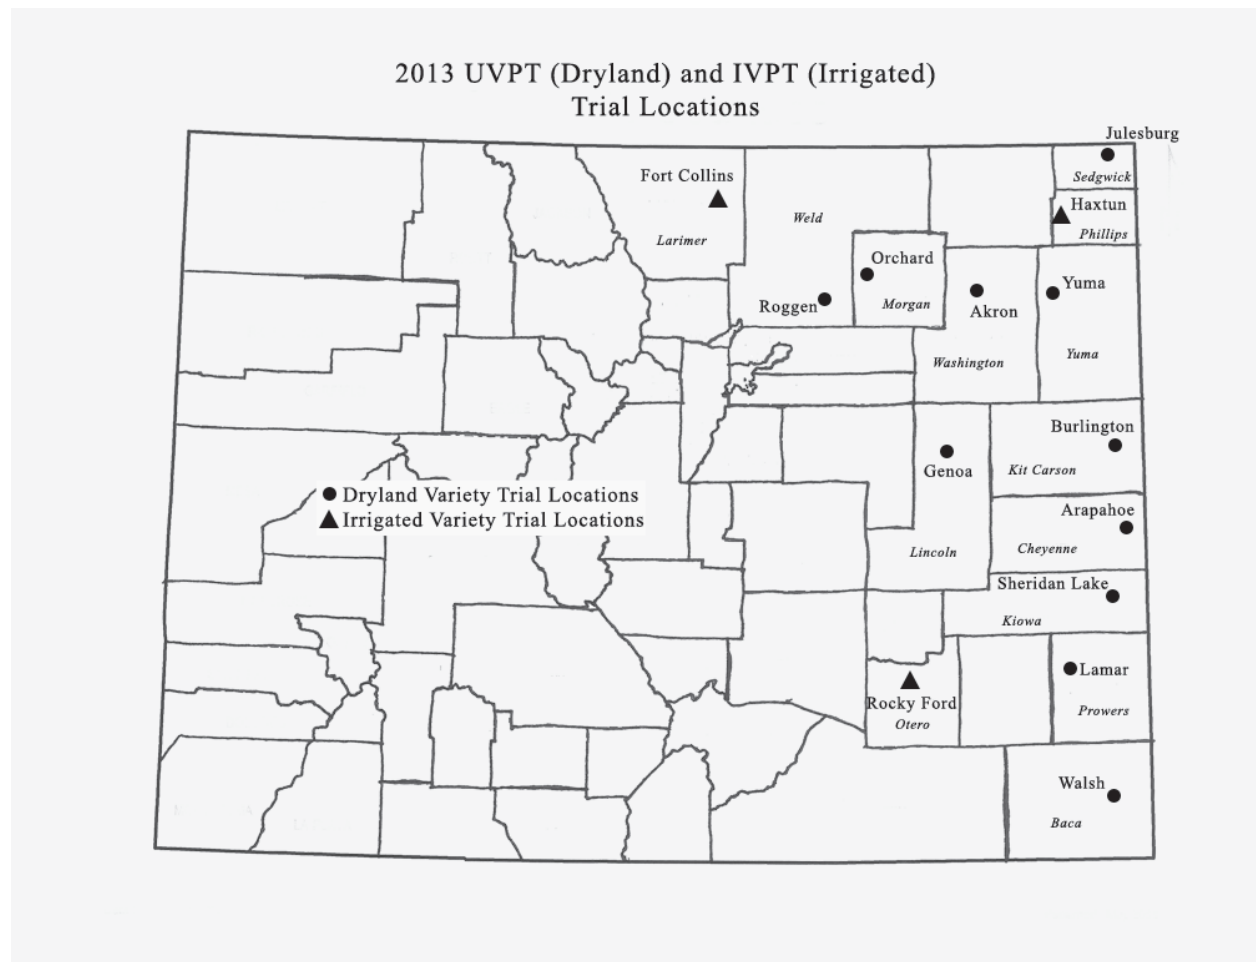 2013 UVPT (Dryland) and IVPT (Irrigated)
Trial Locations
Julesburg
Sedgwick
Fort Collins
Larimer
Weld
Haxtun
Phillips
Orchard
Morgan
Roggen
Akron
Washington
Yuma
Yuma
Burlington
Kit Carson
Genoa
Lincoln
Dryland Variety Trial Locations
Irrigated Variety Trial Locations
Arapahoe
Cheyenne
Sheridan Lake
Kiowa
Rocky Ford
Otero
Lamar
Prowers
Walsh
Baca